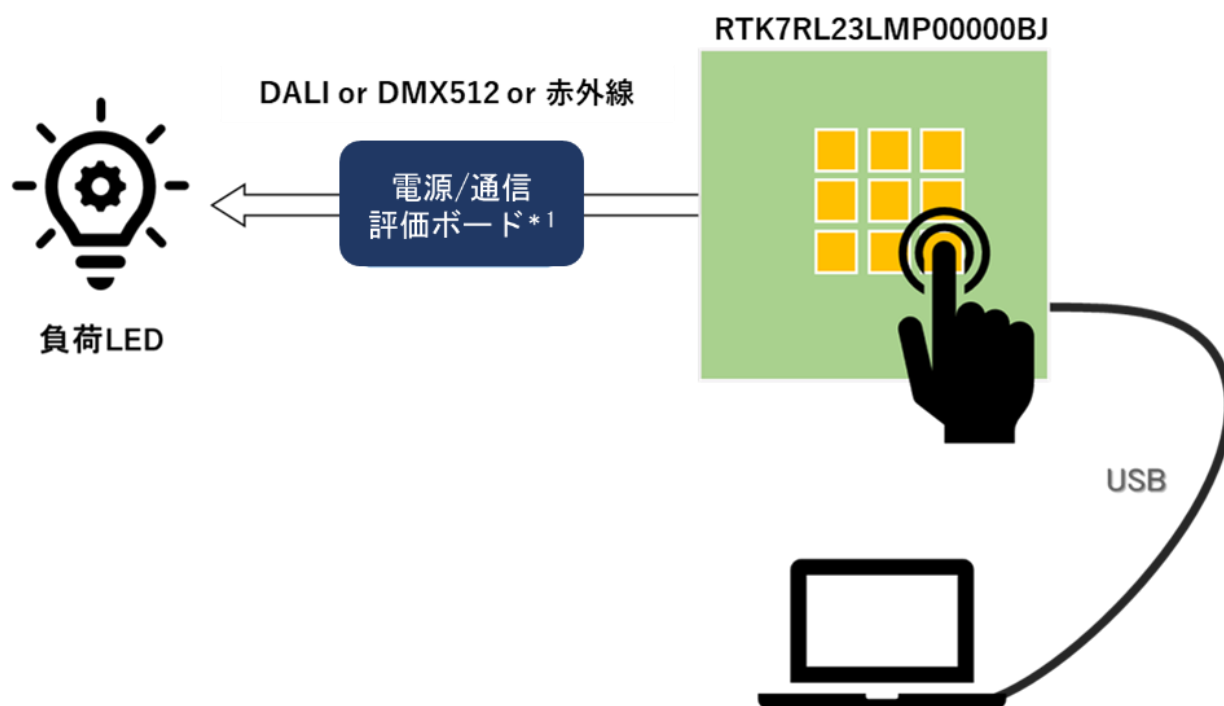 RTK7RL23LMP00000BJ
DALI or DMX512 or 赤外線
電源/通信
評価ボード*1
負荷LED
USB